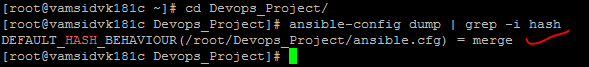 [root@vamsidvk181c ~]# cd Devops_Project/
[root@vamsidvk181c Devops_Project]# ansible-config dump | grep -i hash
DEFAULT_HASH_BEHAVIOUR(/root/Devops_Project/ansible.cfg) = merge
[root@vamsidvk181c Devops_Project]#